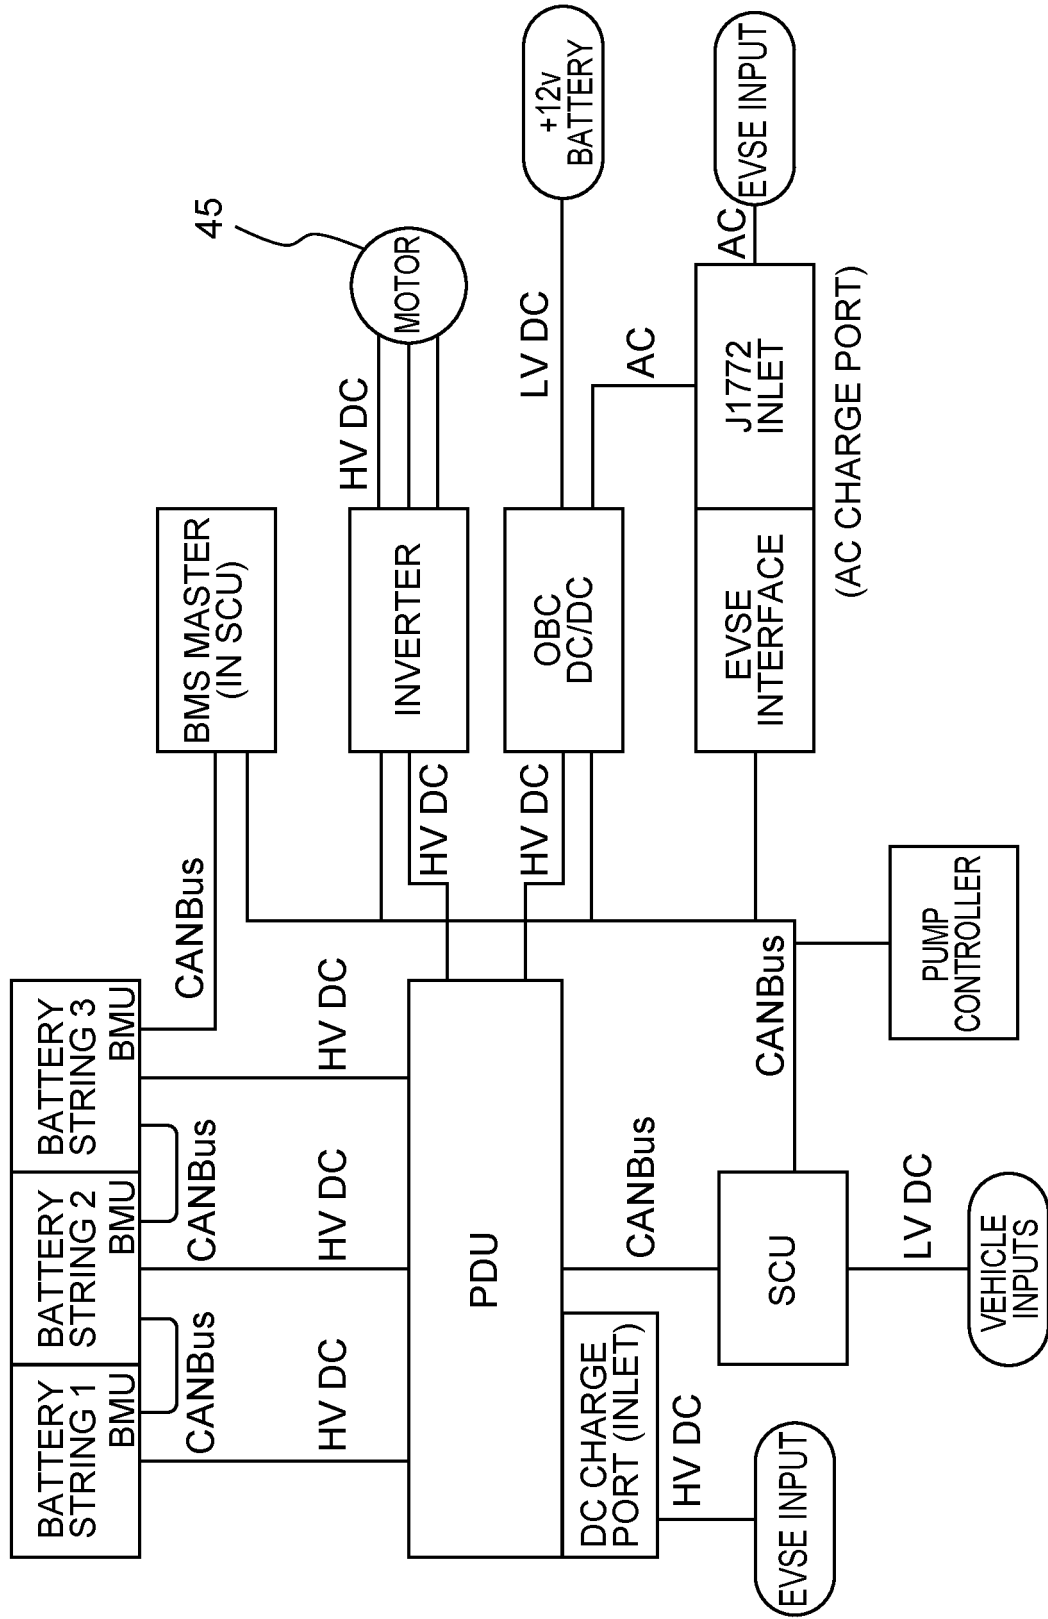 BATTERY
STRING 1
BMU
BATTERY
STRING 2
BMU
BATTERY
STRING 3
BMU
CANBus
CANBus
CANBus
HV DC
HV DC
HV DC
BMS MASTER
(IN SCU)
45
MOTOR
HV DC
INVERTER
HV DC
PDU
OBC
DC/DC
HV DC
LV DC
+12v
BATTERY
AC
EVSE
INTERFACE
J1772
INLET
(AC CHARGE PORT)
AC
EVSE INPUT
DC CHARGE
PORT (INLET)
HV DC
EVSE INPUT
CANBus
SCU
CANBus
LV DC
VEHICLE
INPUTS
PUMP
CONTROLLER